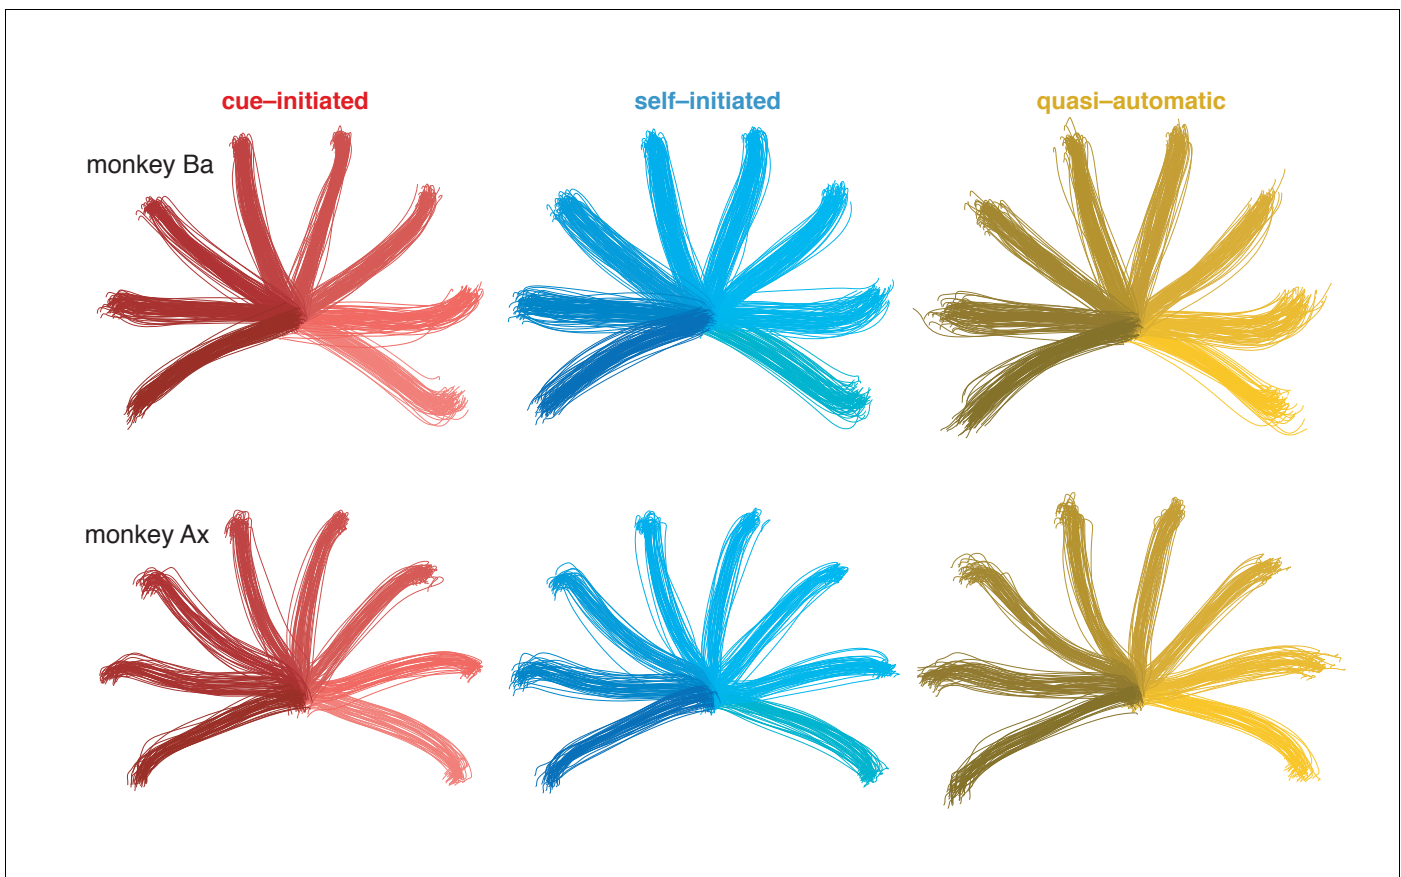 cue–initiated
self–initiated
quasi–automatic
monkey Ba
monkey Ax